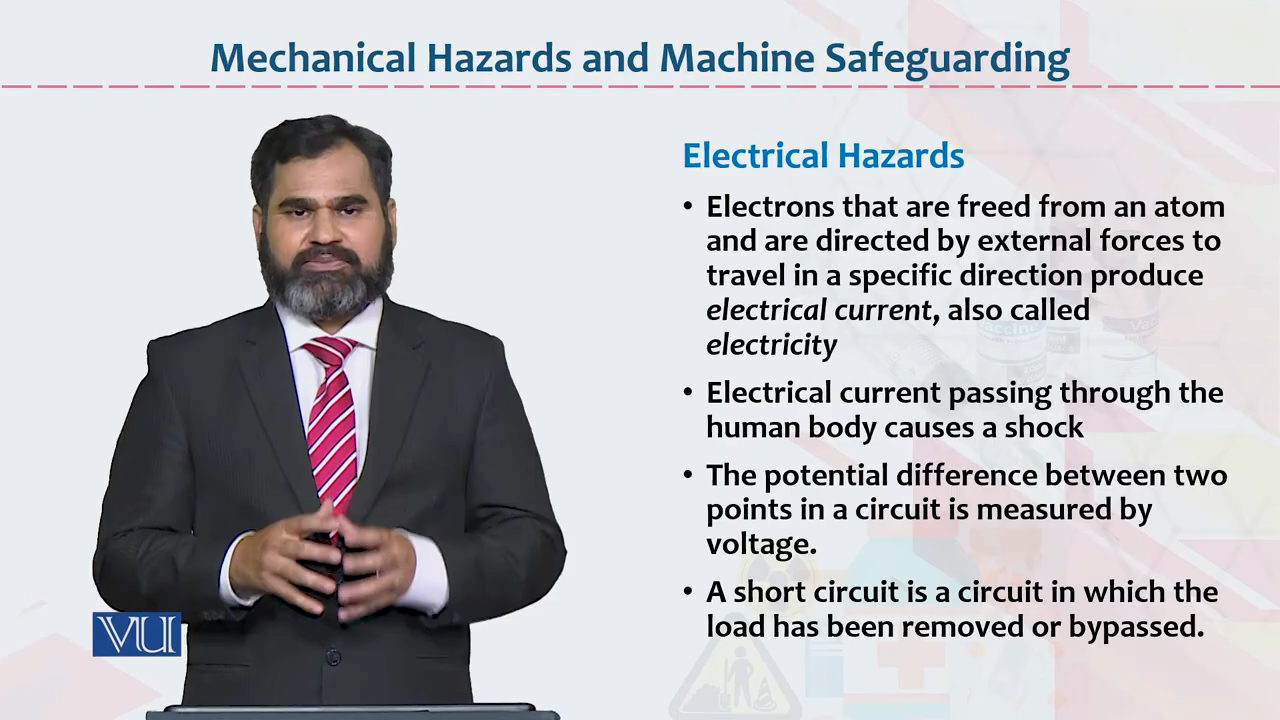 Mechanical Hazards and Machine Safeguarding
Electrical Hazards
• Electrons that are freed from an atom
and are directed by external forces to
travel in a specific direction produce
electrical current, also called
electricity
• Electrical current passing through the
human body causes a shock
• The potential difference between two
points in a circuit is measured by
voltage.
• A short circuit is a circuit in which the
load has been removed or bypassed.
VU
Vaccine